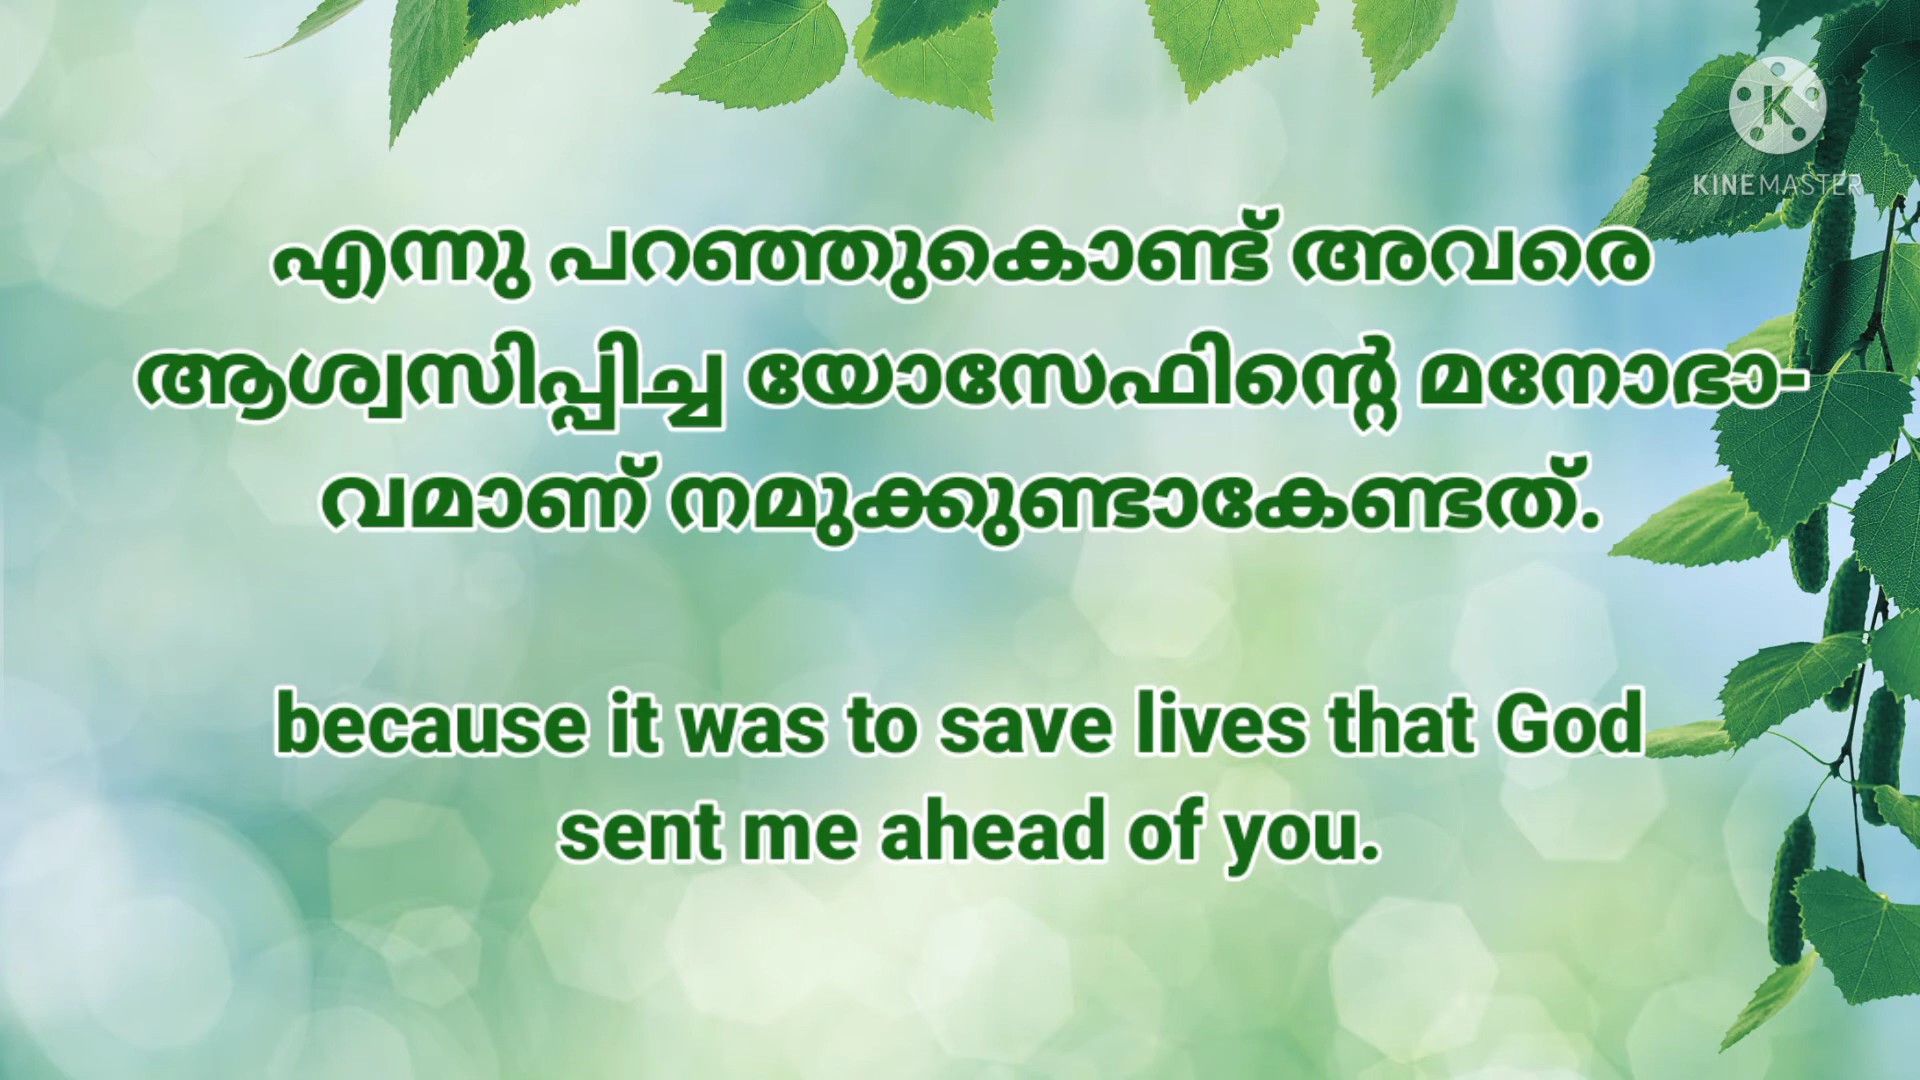 KINEMASTER
എന്നു പറഞ്ഞുകൊണ്ട് അവരെ
ആശ്വസിപ്പിച്ച യോസേഫിന്റെ മനോഭാ-
വമാണ് നമുക്കുണ്ടാകേണ്ടത്.
because it was to save lives that God
sent me ahead of you.